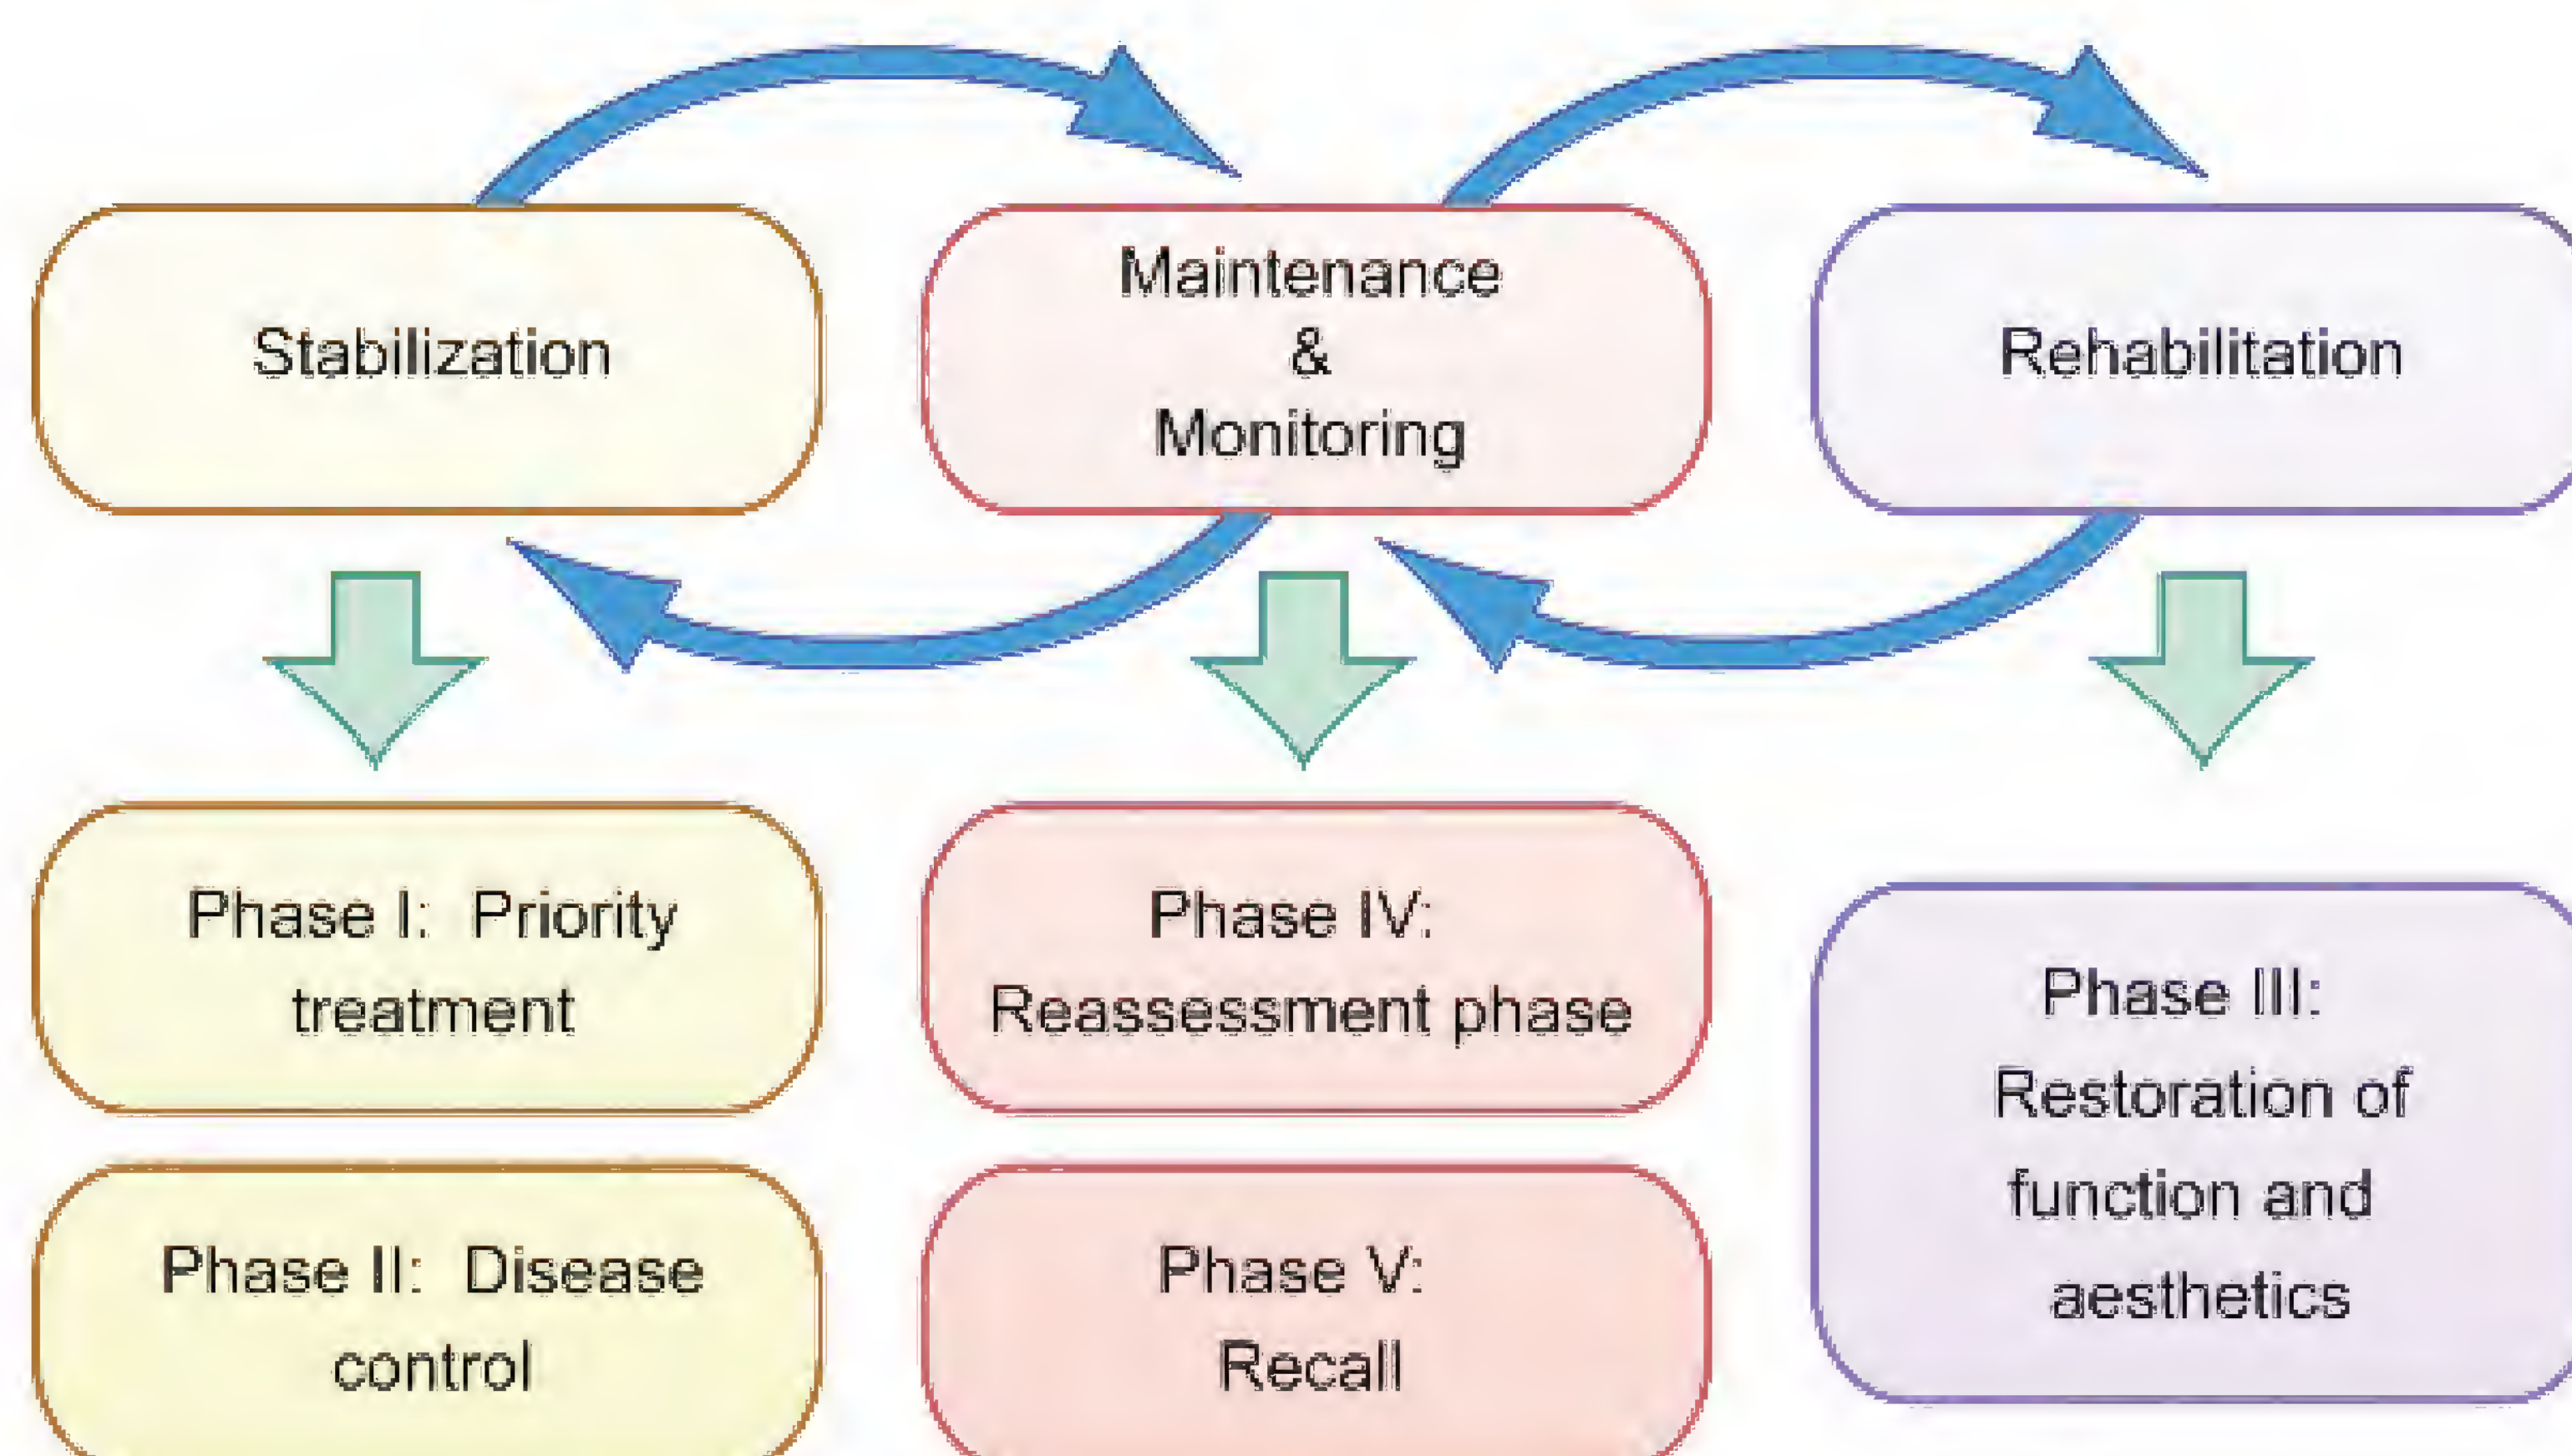 Stabilization
Maintenance
&
Monitoring
Rehabilitation
Phase I: Priority
treatment
Phase II: Disease
control
Phase IV:
Reassessment phase
Phase V:
Recall
Phase III:
Restoration of
function and
aesthetics